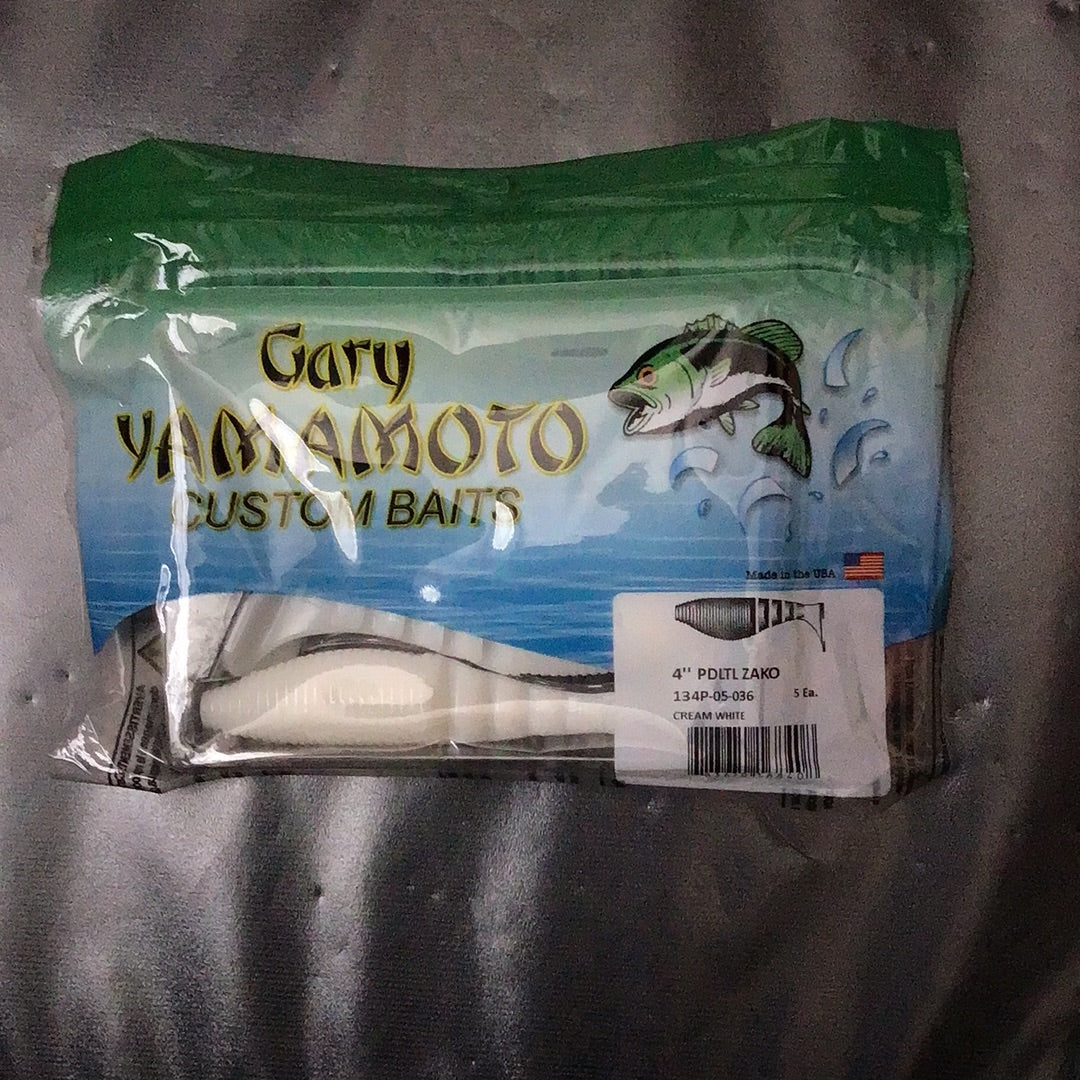 Gary
YAMAMOTO
CUSTOM BAITS
Made in the USA
4'' PDLTL ZAKO
134P-05-036 5 Ea.
CREAM WHITE